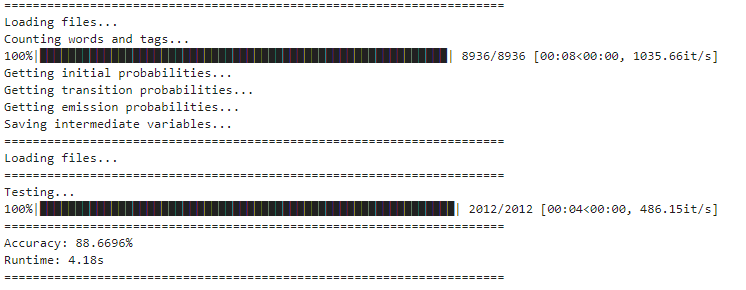 ======================================================================
Loading files...
Counting words and tags...
100%|██████████████████████████████████████████████████████████| 8936/8936 [00:08<00:00, 1035.66it/s]
Getting initial probabilities...
Getting transition probabilities...
Getting emission probabilities...
Saving intermediate variables...
======================================================================
Loading files...
======================================================================
Testing...
100%|███████████████████████████████████████████████████████████| 2012/2012 [00:04<00:00, 486.15it/s]
======================================================================
Accuracy: 88.6696%
Runtime: 4.18s
======================================================================